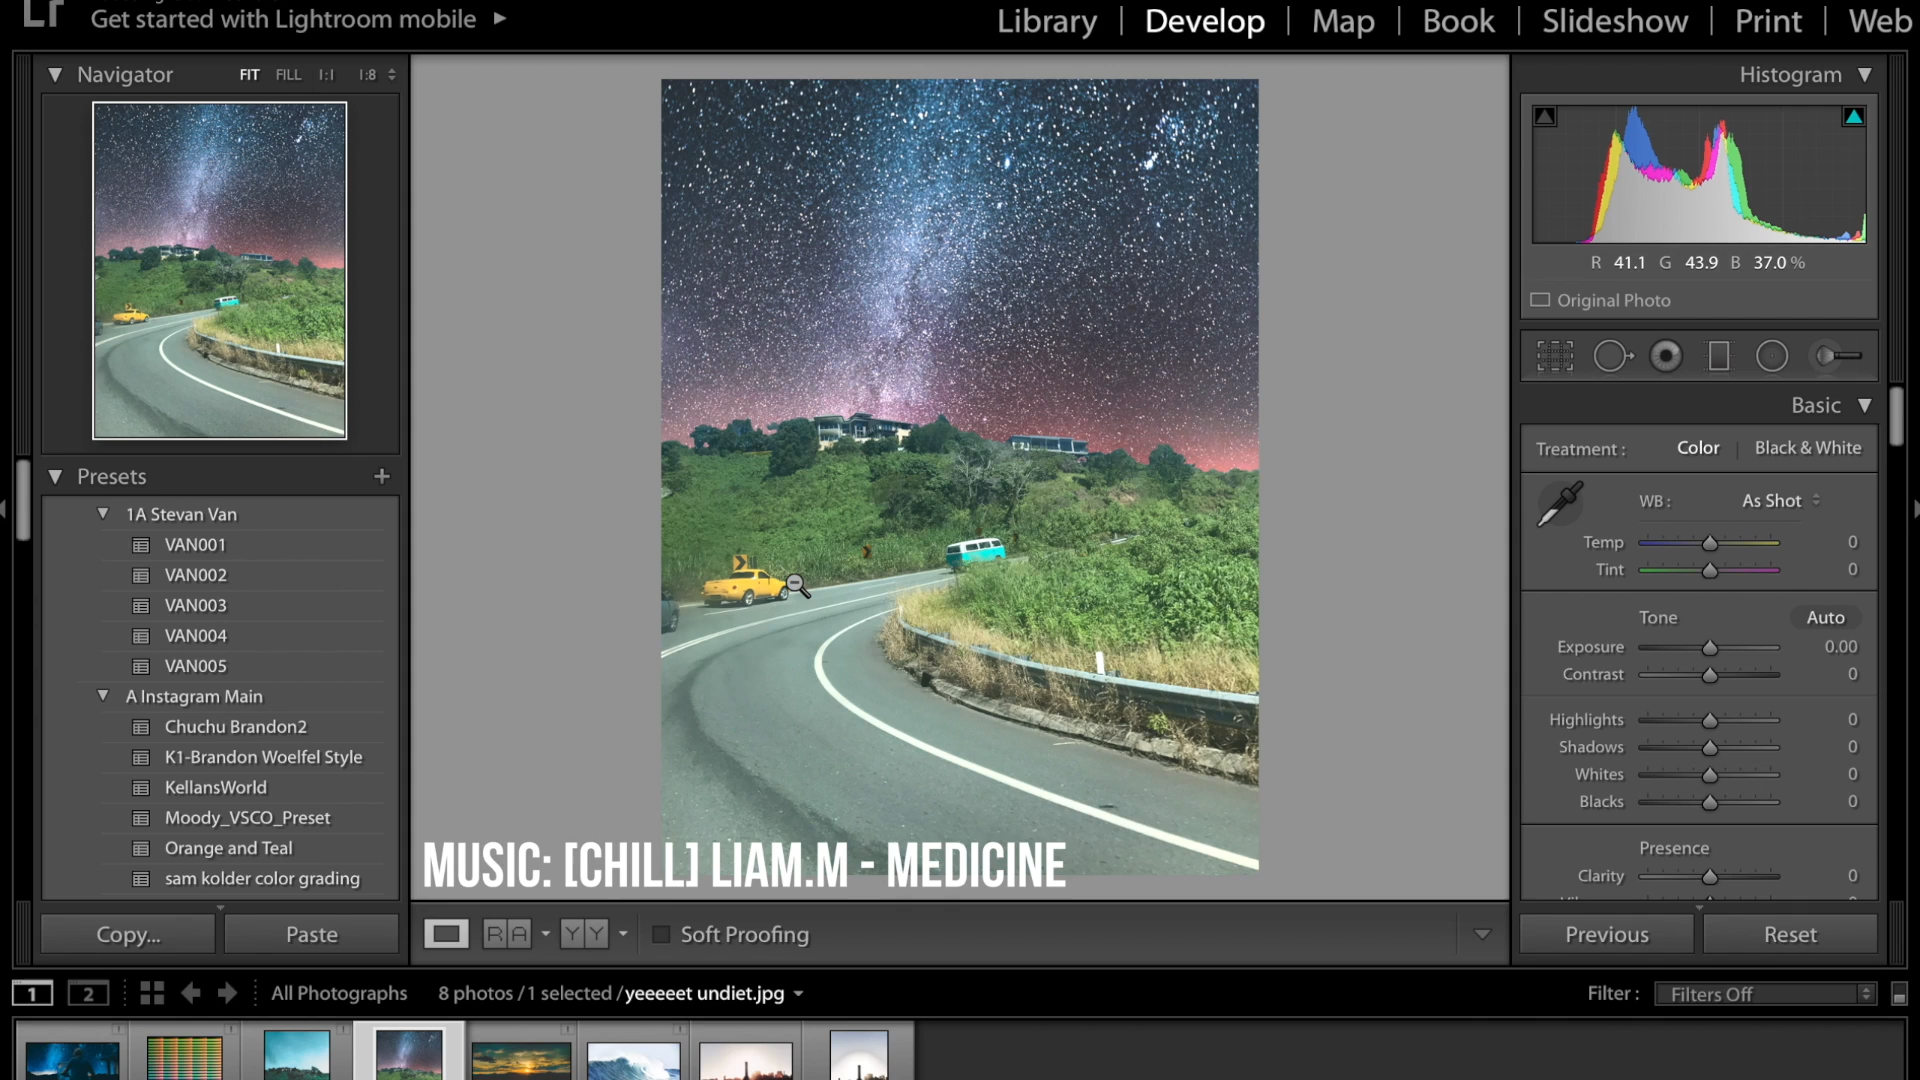 Lr
Get started with Lightroom mobile
Library | Develop | Map | Book | Slideshow | Print | Web
Navigator FIT FILL 1:1 1:8
Presets +
1A Stevan Van
VAN001
VAN002
VAN003
VAN004
VAN005
A Instagram Main
Chuchu Brandon2
K1-Brandon Woelfel Style
KellansWorld
Moody_VSCO_Preset
Orange and Teal
sam kolder color grading
Copy... Paste
MUSIC: [CHILL] LIAM.M - MEDICINE
R A Y Y Soft Proofing
Histogram
R 41.1 G 43.9 B 37.0 %
Original Photo
Basic
Treatment : Color | Black & White
WB : As Shot
Temp 0
Tint 0
Tone Auto
Exposure 0.00
Contrast 0
Highlights 0
Shadows 0
Whites 0
Blacks 0
Presence
Clarity 0
Previous Reset
1 2 All Photographs 8 photos / 1 selected / yeeeeet undiet.jpg
Filter : Filters Off